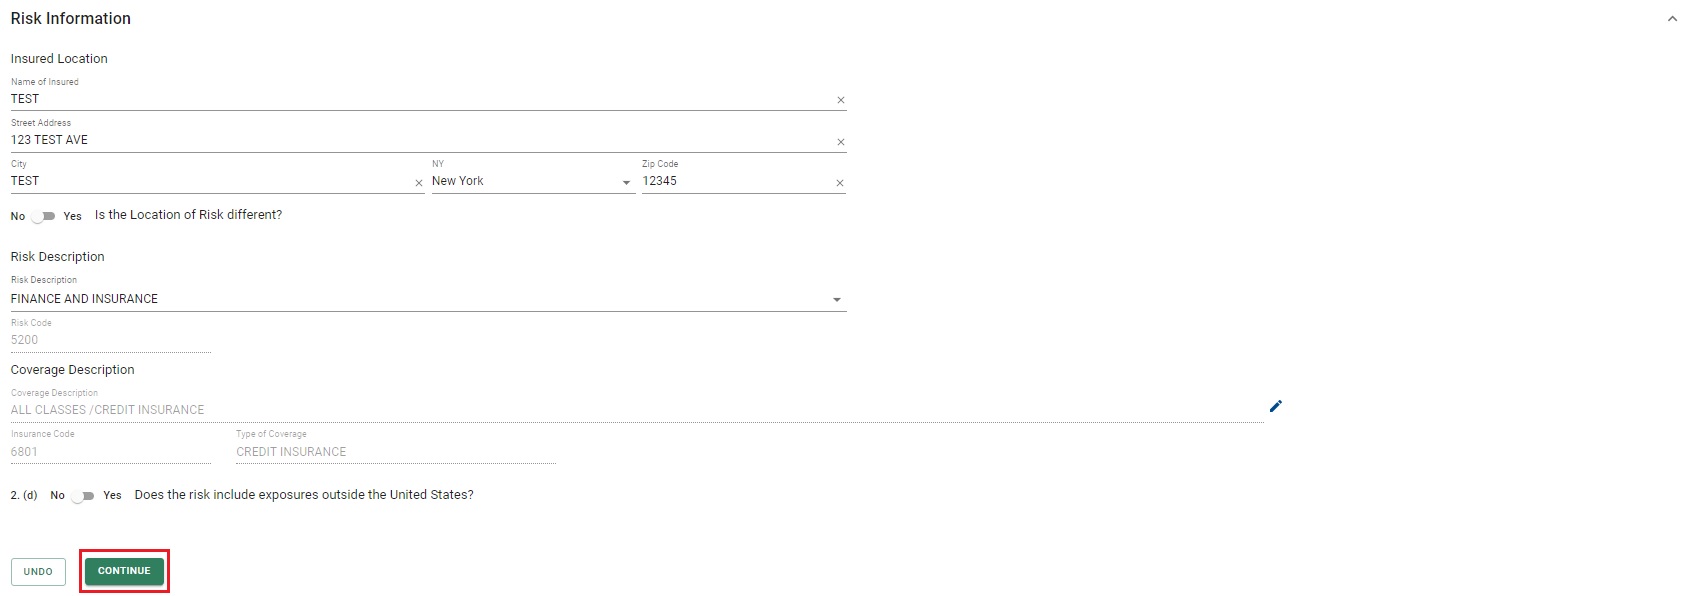 Risk Information
Insured Location
Name of Insured
TEST
Street Address
123 TEST AVE
City NY Zip Code
TEST New York 12345
No Yes Is the Location of Risk different?
Risk Description
Risk Description
FINANCE AND INSURANCE
Risk Code
5200
Coverage Description
Coverage Description
ALL CLASSES /CREDIT INSURANCE
Insurance Code Type of Coverage
6801 CREDIT INSURANCE
2. (d) No Yes Does the risk include exposures outside the United States?
UNDO CONTINUE